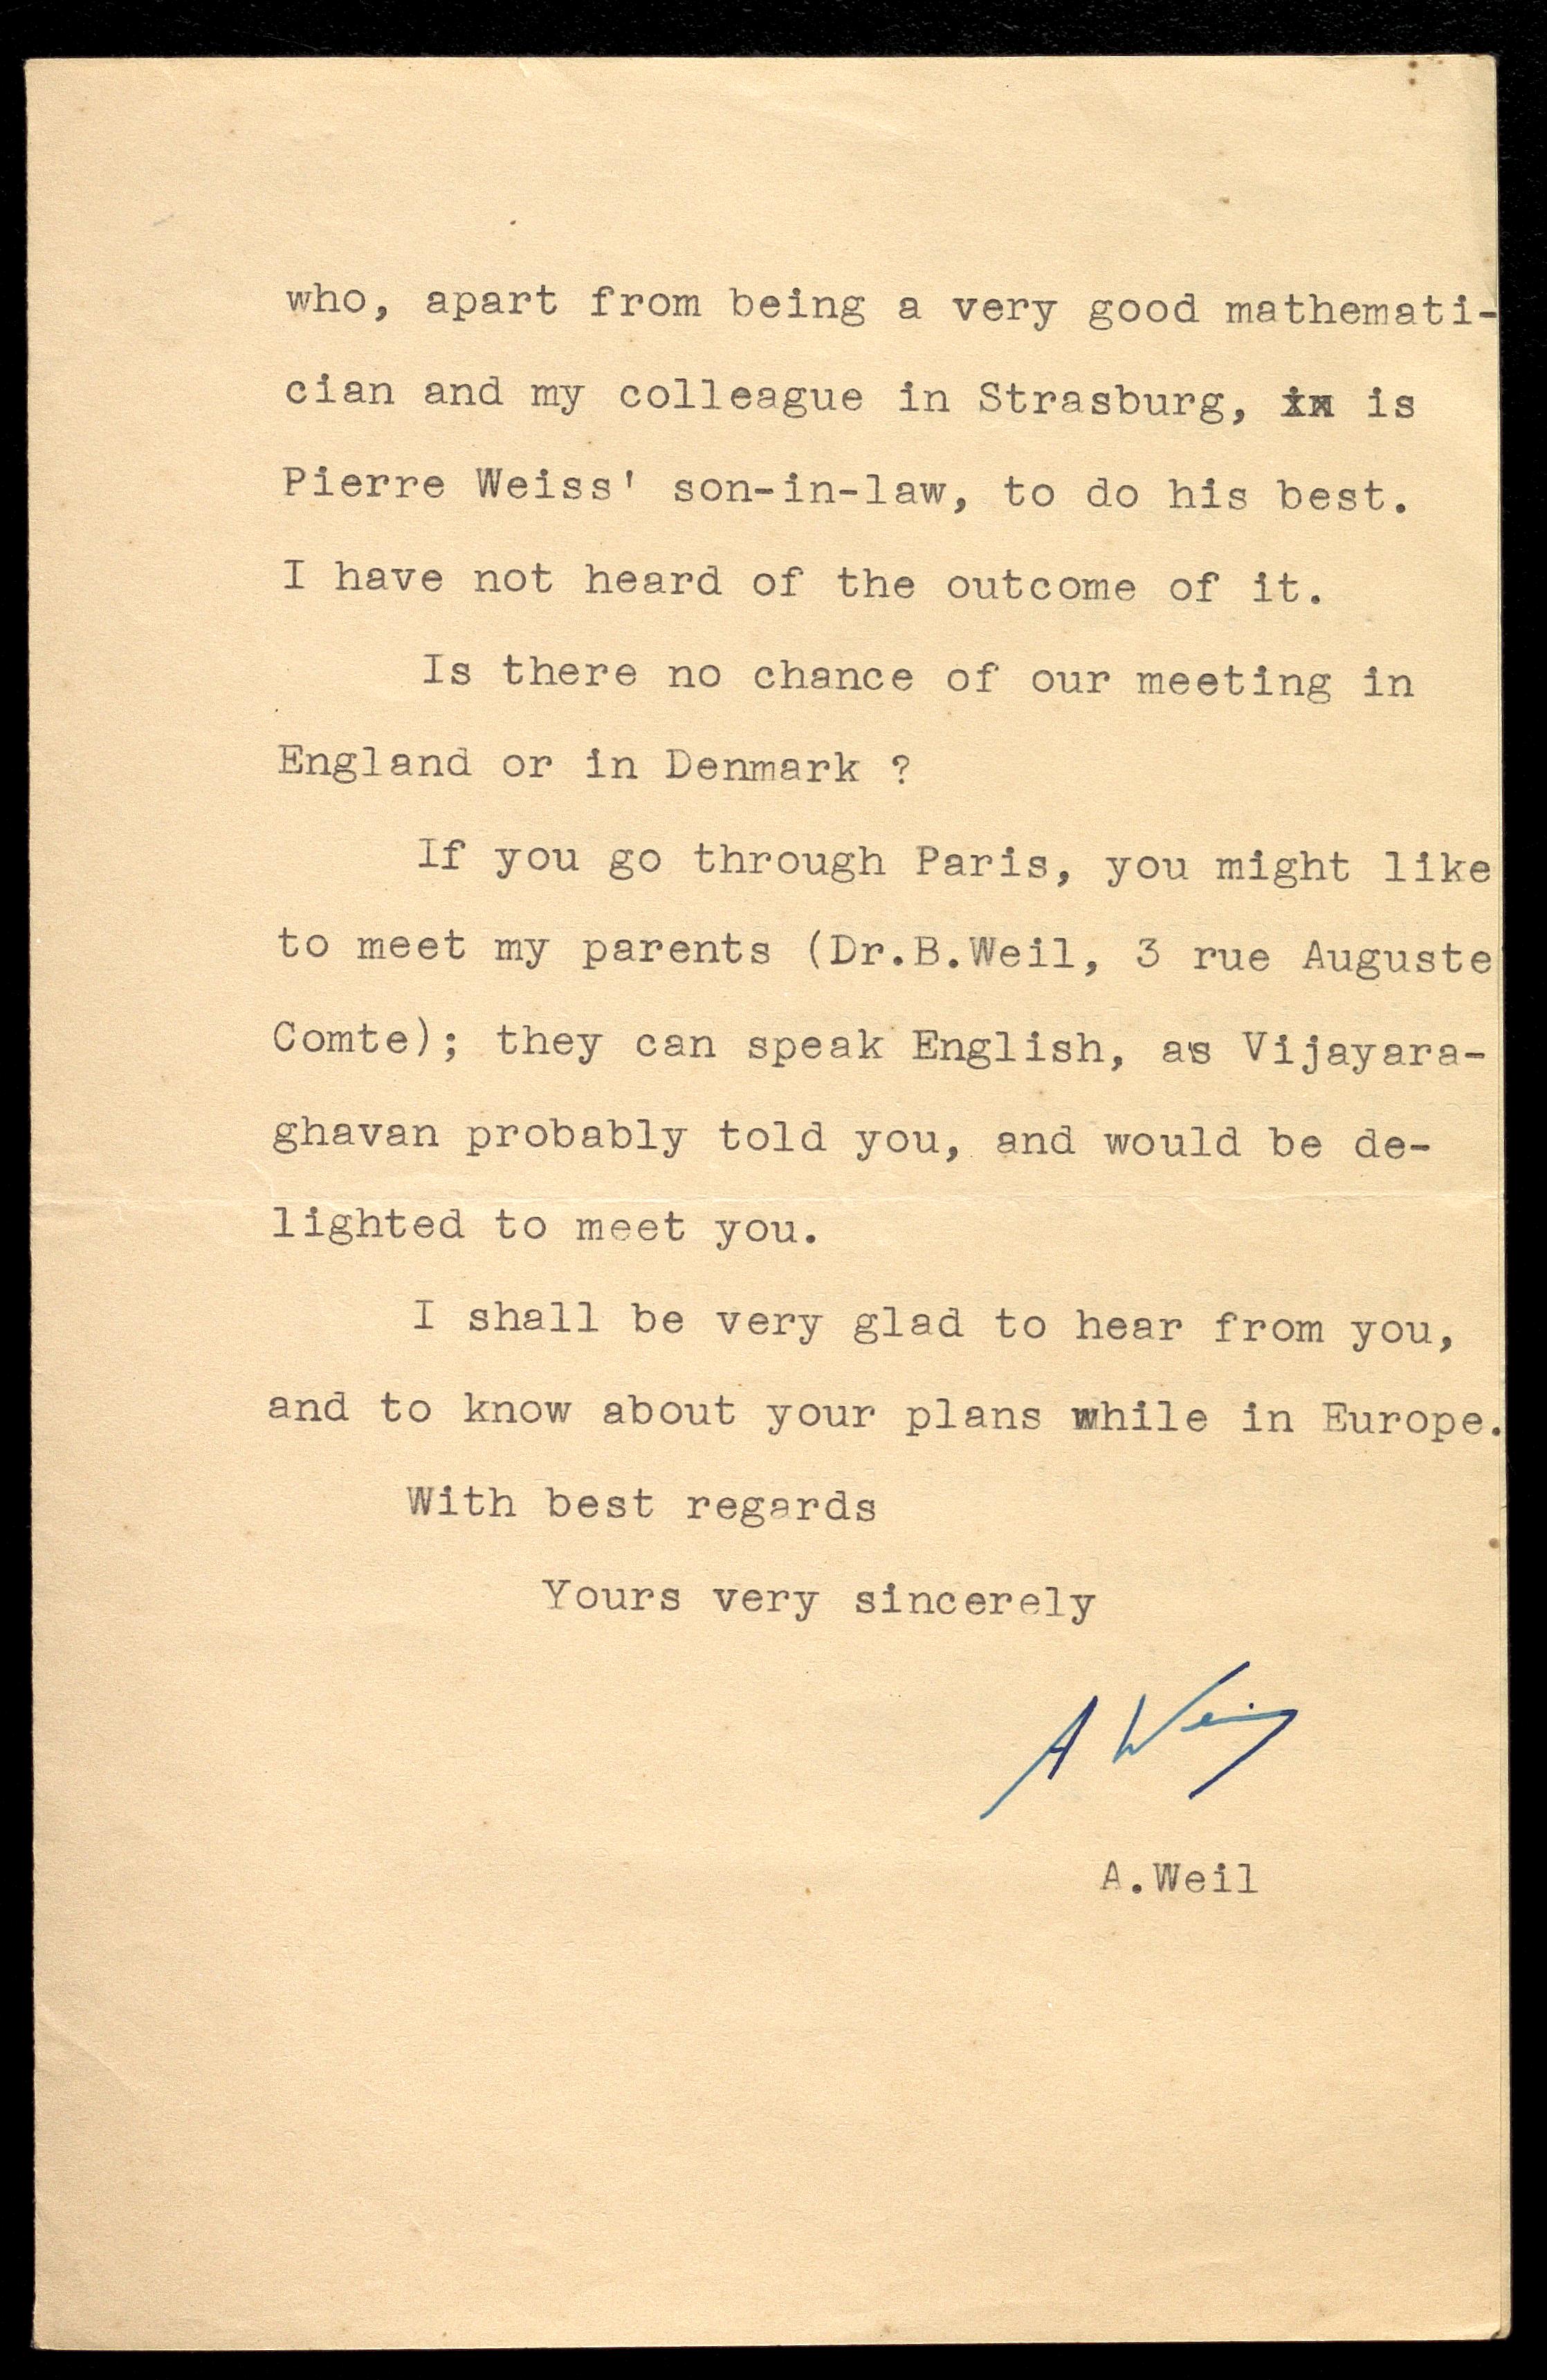 who, apart from being a very good mathemati-
cian and my colleague in Strasburg, in is
Pierre Weiss' son-in-law, to do his best.
I have not heard of the outcome of it.
Is there no chance of our meeting in
England or in Denmark ?
If you go through Paris, you might like
to meet my parents (Dr.B.Weil, 3 rue Auguste
Comte); they can speak English, as Vijayara-
ghavan probably told you, and would be de-
lighted to meet you.
I shall be very glad to hear from you,
and to know about your plans while in Europe.
With best regards
Yours very sincerely
A Weil
A.Weil